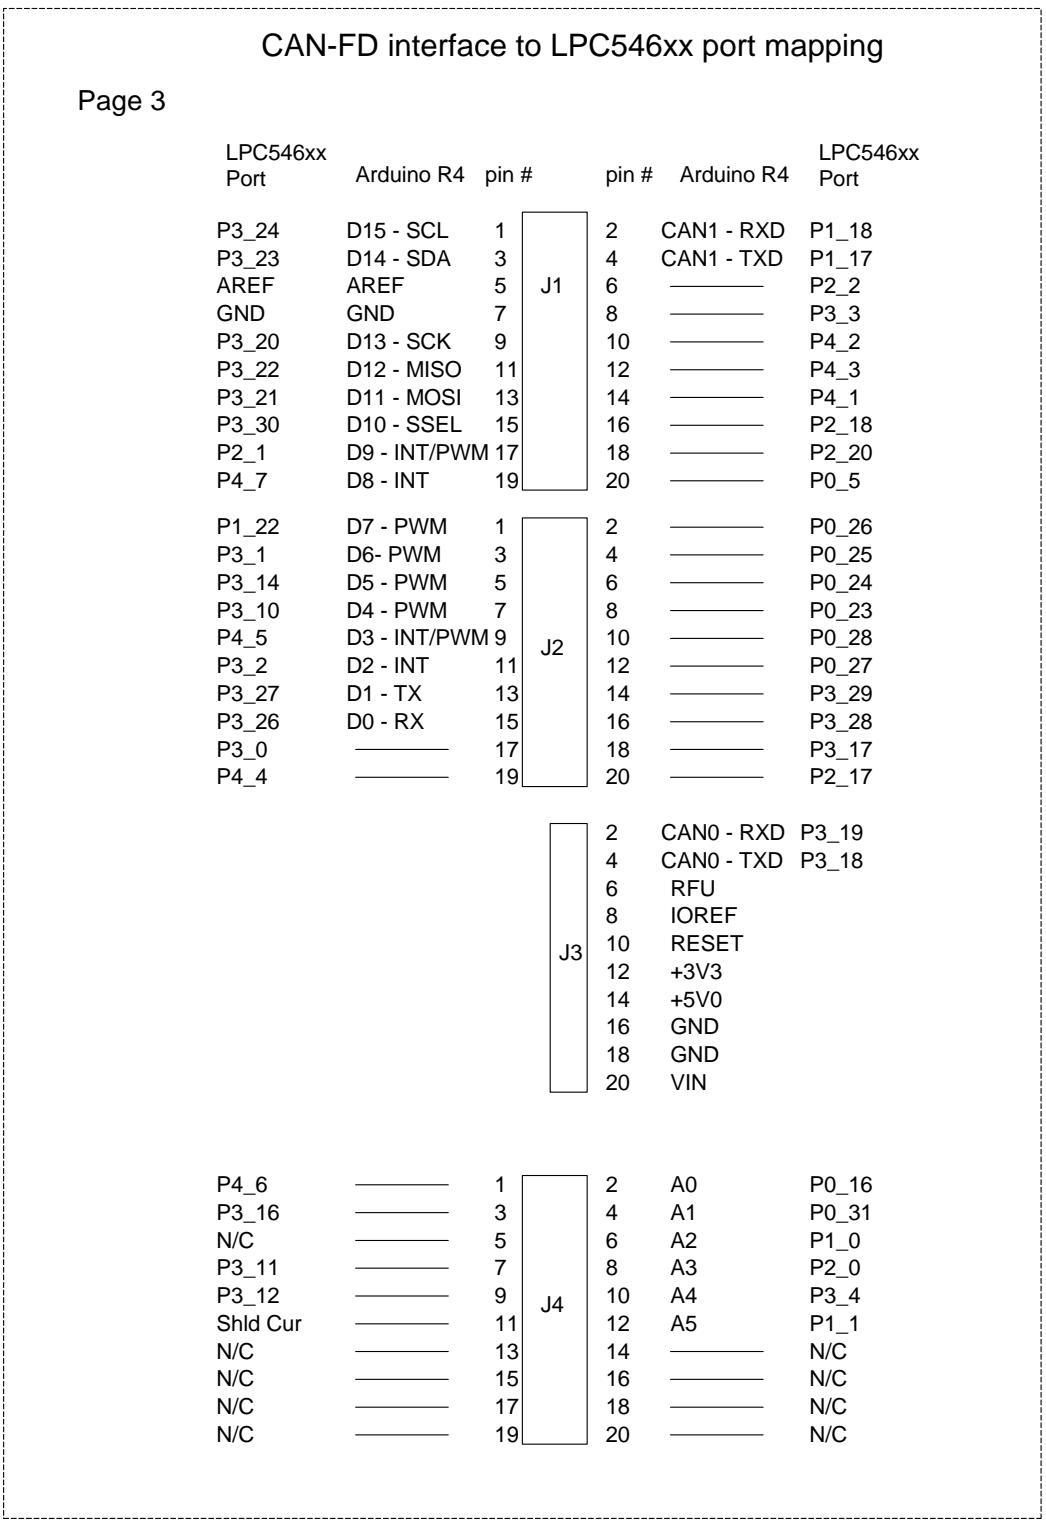 CAN-FD interface to LPC546xx port mapping
Page 3
LPC546xx LPC546xx
Port Arduino R4 pin # pin # Arduino R4 Port
P3_24 D15 - SCL 1 2 CAN1 - RXD P1_18
P3_23 D14 - SDA 3 4 CAN1 - TXD P1_17
AREF AREF 5 J1 6 P2_2
GND GND 7 8 P3_3
P3_20 D13 - SCK 9 10 P4_2
P3_22 D12 - MISO 11 12 P4_3
P3_21 D11 - MOSI 13 14 P4_1
P3_30 D10 - SSEL 15 16 P2_18
P2_1 D9 - INT/PWM 17 18 P2_20
P4_7 D8 - INT 19 20 P0_5
P1_22 D7 - PWM 1 2 P0_26
P3_1 D6- PWM 3 4 P0_25
P3_14 D5 - PWM 5 6 P0_24
P3_10 D4 - PWM 7 8 P0_23
P4_5 D3 - INT/PWM 9 J2 10 P0_28
P3_2 D2 - INT 11 12 P0_27
P3_27 D1 - TX 13 14 P3_29
P3_26 D0 - RX 15 16 P3_28
P3_0 17 18 P3_17
P4_4 19 20 P2_17
2 CAN0 - RXD P3_19
4 CAN0 - TXD P3_18
6 RFU
8 IOREF
J3 10 RESET
12 +3V3
14 +5V0
16 GND
18 GND
20 VIN
P4_6 1 2 A0 P0_16
P3_16 3 4 A1 P0_31
N/C 5 6 A2 P1_0
P3_11 7 8 A3 P2_0
P3_12 9 J4 10 A4 P3_4
Shld Cur 11 12 A5 P1_1
N/C 13 14 N/C
N/C 15 16 N/C
N/C 17 18 N/C
N/C 19 20 N/C